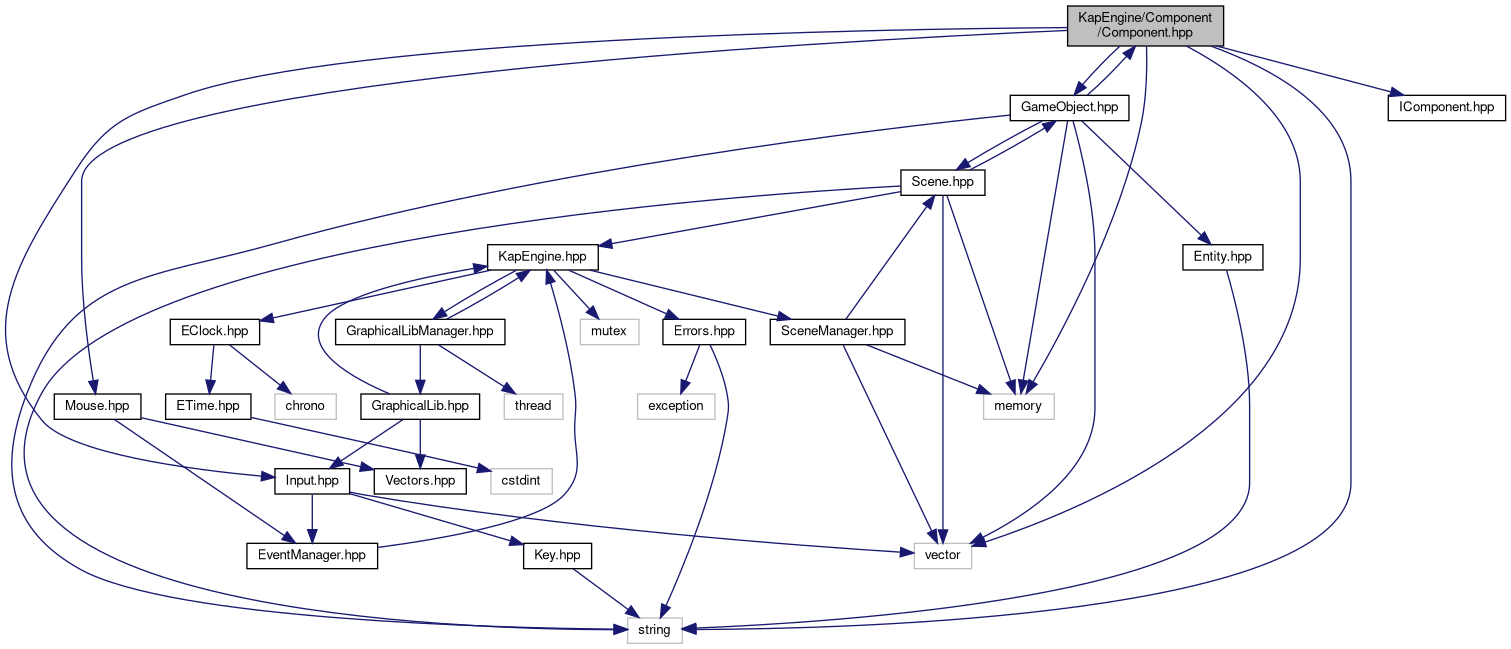 KapEngine/Component
/Component.hpp
GameObject.hpp
IComponent.hpp
Scene.hpp
KapEngine.hpp
Entity.hpp
EClock.hpp
GraphicalLibManager.hpp
mutex
Errors.hpp
SceneManager.hpp
Mouse.hpp
ETime.hpp
chrono
GraphicalLib.hpp
thread
exception
memory
Input.hpp
Vectors.hpp
cstdint
EventManager.hpp
Key.hpp
vector
string